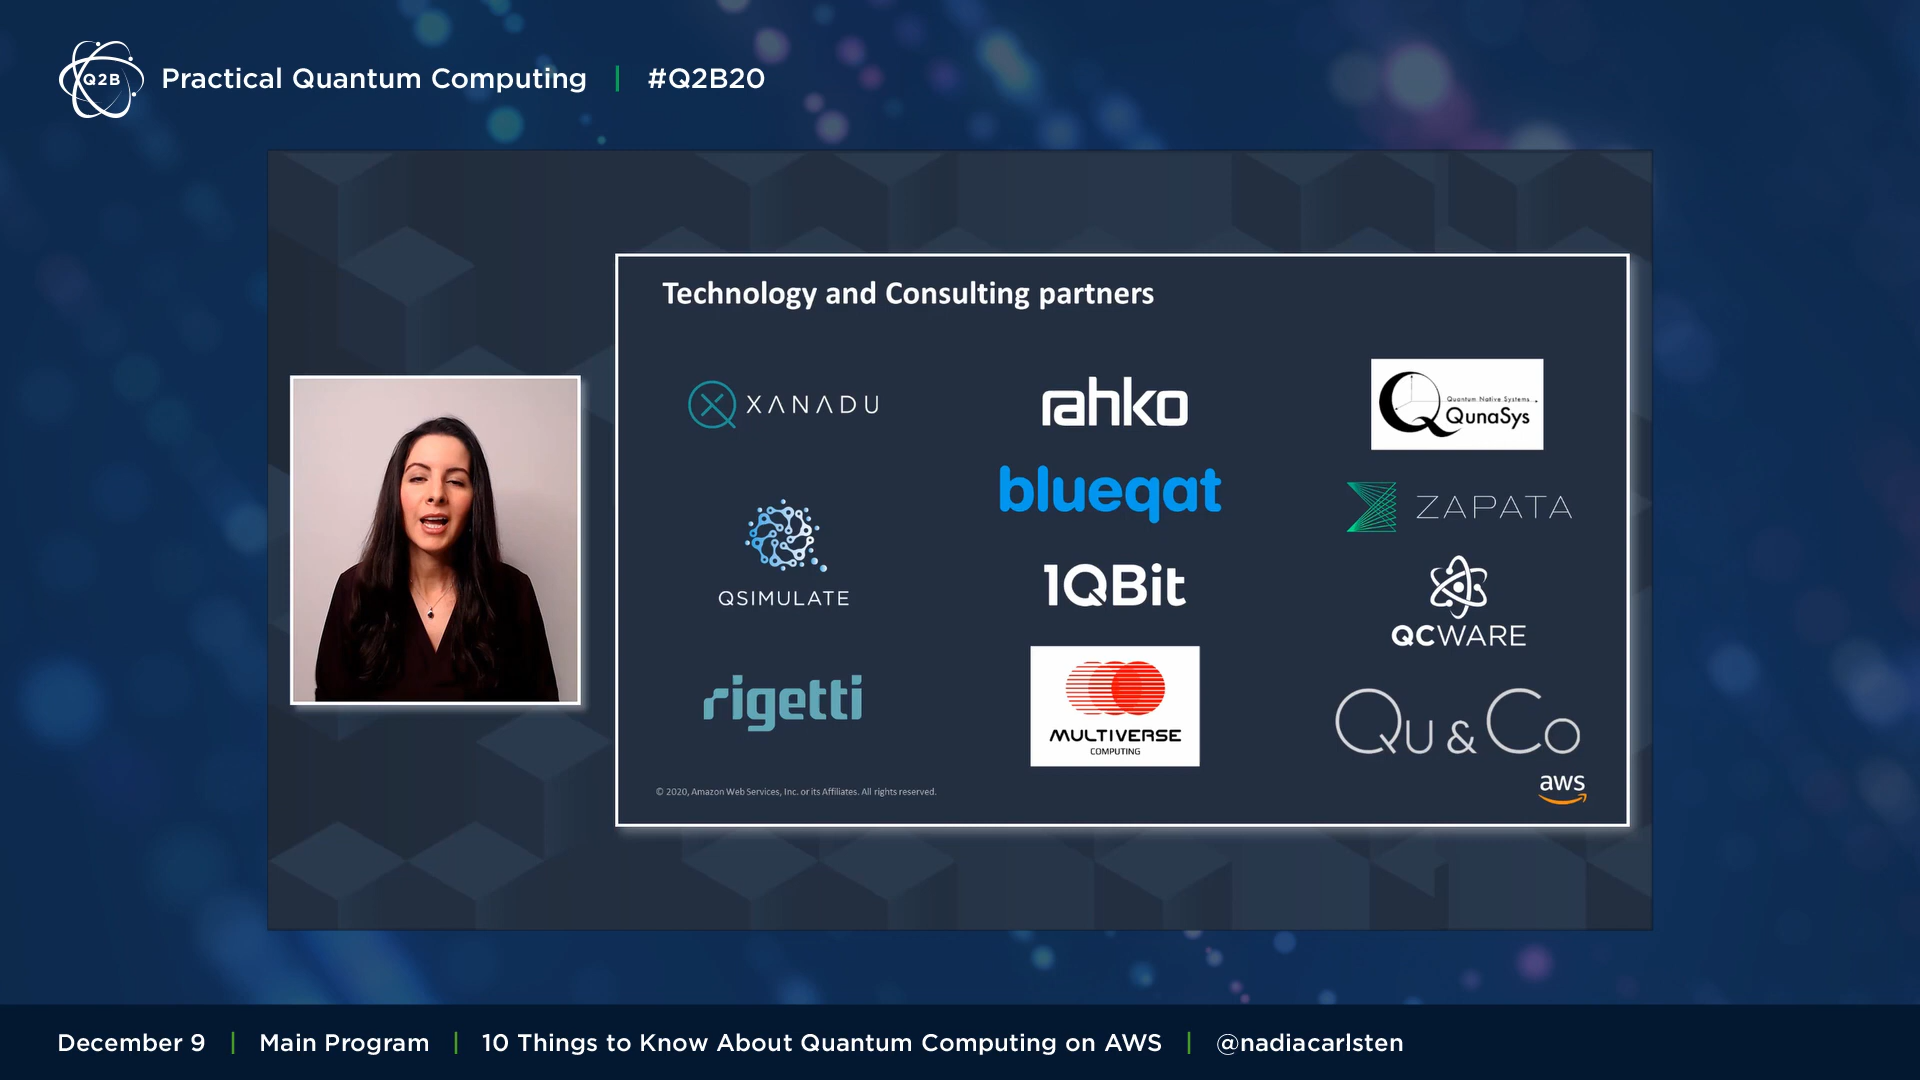 Q2B
Practical Quantum Computing | #Q2B20
Technology and Consulting partners
XANADU
rahko
Quantum Native Systems
QunaSys
blueqat
ZAPATA
QSIMULATE
1QBit
QCWARE
rigetti
MULTIVERSE
COMPUTING
Qu & Co
© 2020, Amazon Web Services, Inc. or its Affiliates. All rights reserved.
aws
December 9 | Main Program | 10 Things to Know About Quantum Computing on AWS | @nadiacarlsten